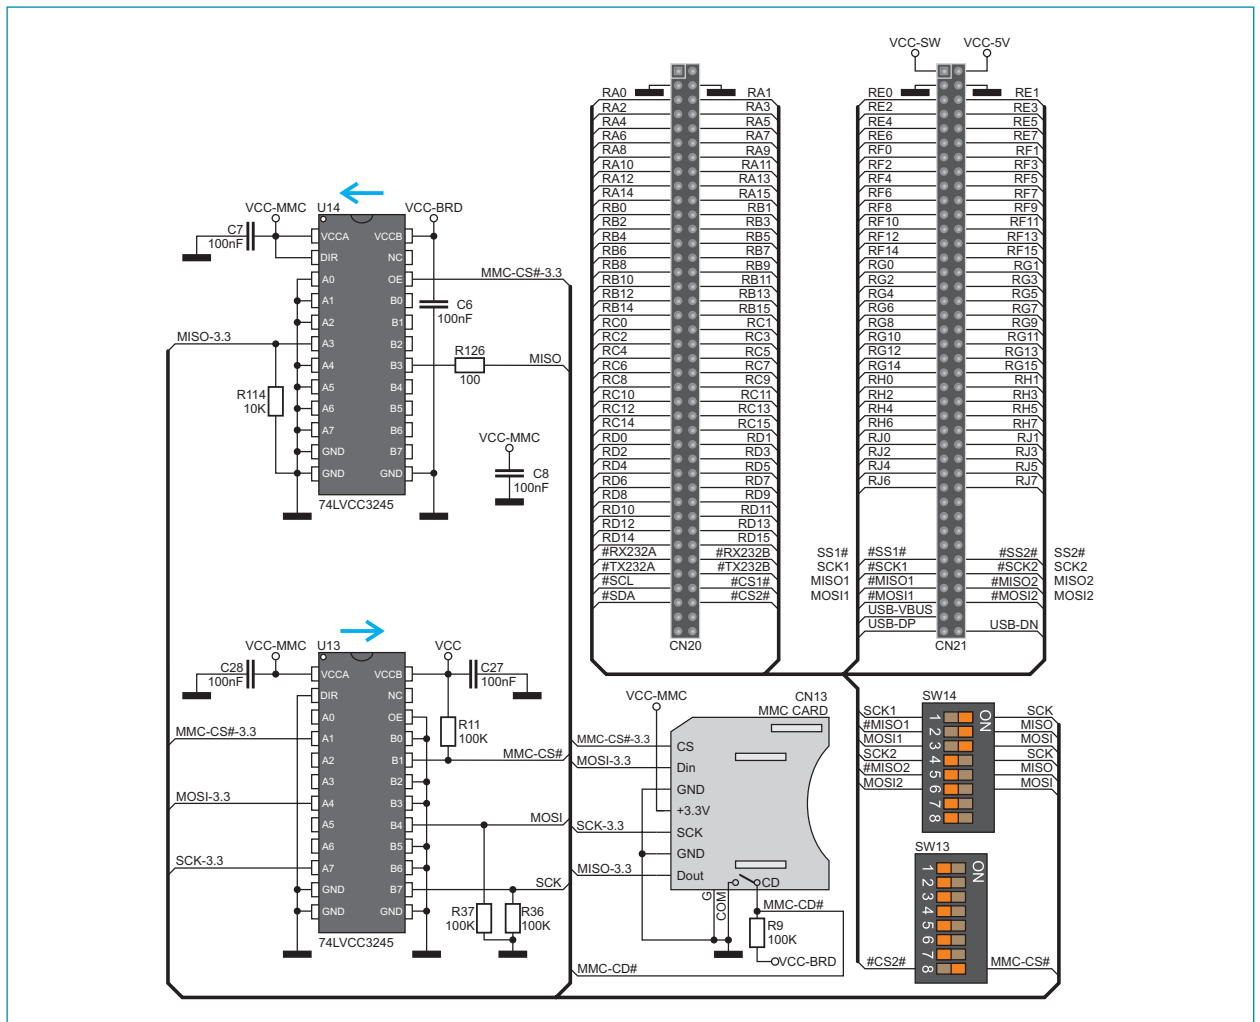 VCC-SW VCC-5V
RA0 RA1
RA2 RA3
RA4 RA5
RA6 RA7
RA8 RA9
RA10 RA11
RA12 RA13
RA14 RA15
RB0 RB1
RB2 RB3
RB4 RB5
RB6 RB7
RB8 RB9
RB10 RB11
RB12 RB13
RB14 RB15
RC0 RC1
RC2 RC3
RC4 RC5
RC6 RC7
RC8 RC9
RC10 RC11
RC12 RC13
RC14 RC15
RD0 RD1
RD2 RD3
RD4 RD5
RD6 RD7
RD8 RD9
RD10 RD11
RD12 RD13
RD14 RD15
#RX232A #RX232B
#TX232A #TX232B
#SCL #CS1#
#SDA #CS2#
CN20
RE0 RE1
RE2 RE3
RE4 RE5
RE6 RE7
RF0 RF1
RF2 RF3
RF4 RF5
RF6 RF7
RF8 RF9
RF10 RF11
RF12 RF13
RF14 RF15
RG0 RG1
RG2 RG3
RG4 RG5
RG6 RG7
RG8 RG9
RG10 RG11
RG12 RG13
RG14 RG15
RH0 RH1
RH2 RH3
RH4 RH5
RH6 RH7
RJ0 RJ1
RJ2 RJ3
RJ4 RJ5
RJ6 RJ7
SS1# #SS1# #SS2# SS2#
SCK1 #SCK1 #SCK2 SCK2
MISO1 #MISO1 #MISO2 MISO2
MOSI1 #MOSI1 #MOSI2 MOSI2
USB-VBUS
USB-DP USB-DN
CN21
VCC-MMC U14 VCC-BRD
C7
100nF
VCCA VCCB
DIR NC
A0 OE MMC-CS#-3.3
A1 B0
C6
100nF
A2 B1
MISO-3.3 A3 B2
A4 B3 R126 MISO
100
A5 B4
R114
10K
A6 B5
A7 B6
GND B7
GND GND
VCC-MMC
C8
100nF
74LVCC3245
VCC-MMC U13 VCC
C28
100nF
C27
100nF
VCCA VCCB
DIR NC
A0 OE
R11
100K
MMC-CS#-3.3 A1 B0
A2 B1 MMC-CS#
A3 B2
MOSI-3.3 A4 B3
A5 B4 MOSI
A6 B5
SCK-3.3 A7 B6
GND B7 SCK
GND GND
R37
100K
R36
100K
74LVCC3245
VCC-MMC
CN13
MMC CARD
MMC-CS#-3.3 CS
MOSI-3.3 Din
GND
+3.3V
SCK-3.3 SCK
GND
MISO-3.3 Dout
CD
G
COM
MMC-CD#
R9
100K
VCC-BRD
MMC-CD#
SW14
ON
SCK1 1 SCK
#MISO1 2 MISO
MOSI1 3 MOSI
SCK2 4 SCK
#MISO2 5 MISO
MOSI2 6 MOSI
7
8
SW13
ON
1
2
3
4
5
6
7
#CS2# 8 MMC-CS#